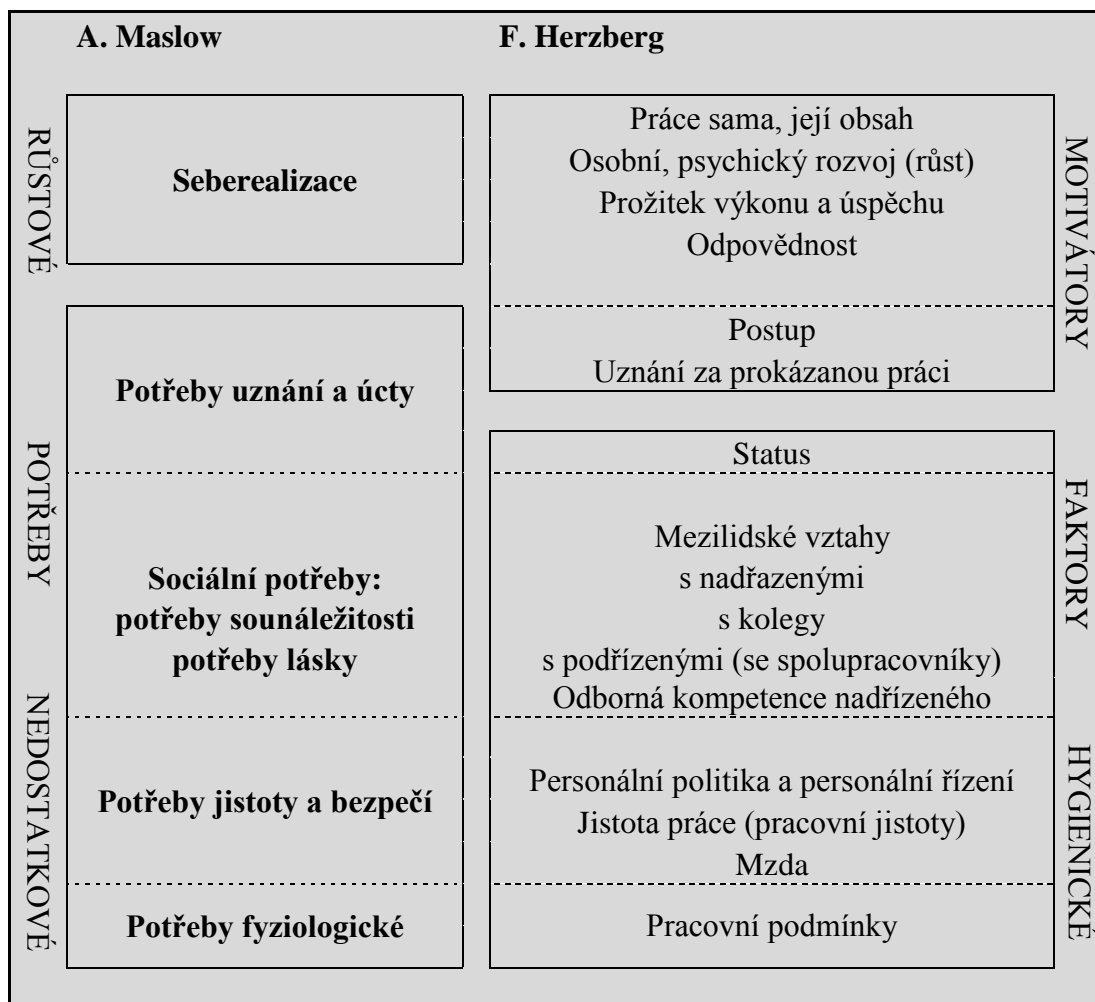 A. Maslow
F. Herzberg
RŮSTOVÉ
Seberealizace
Práce sama, její obsah
Osobní, psychický rozvoj (růst)
Prožitek výkonu a úspěchu
Odpovědnost
MOTIVÁTORY
Postup
Uznání za prokázanou práci
Potřeby uznání a úcty
POTŘEBY
Status
FAKTORY
Sociální potřeby:
potřeby sounáležitosti
potřeby lásky
Mezilidské vztahy
s nadřazenými
s kolegy
s podřízenými (se spolupracovníky)
Odborná kompetence nadřízeného
NEDOSTATKOVÉ
Potřeby jistoty a bezpečí
Personální politika a personální řízení
Jistota práce (pracovní jistoty)
Mzda
HYGIENICKÉ
Potřeby fyziologické
Pracovní podmínky